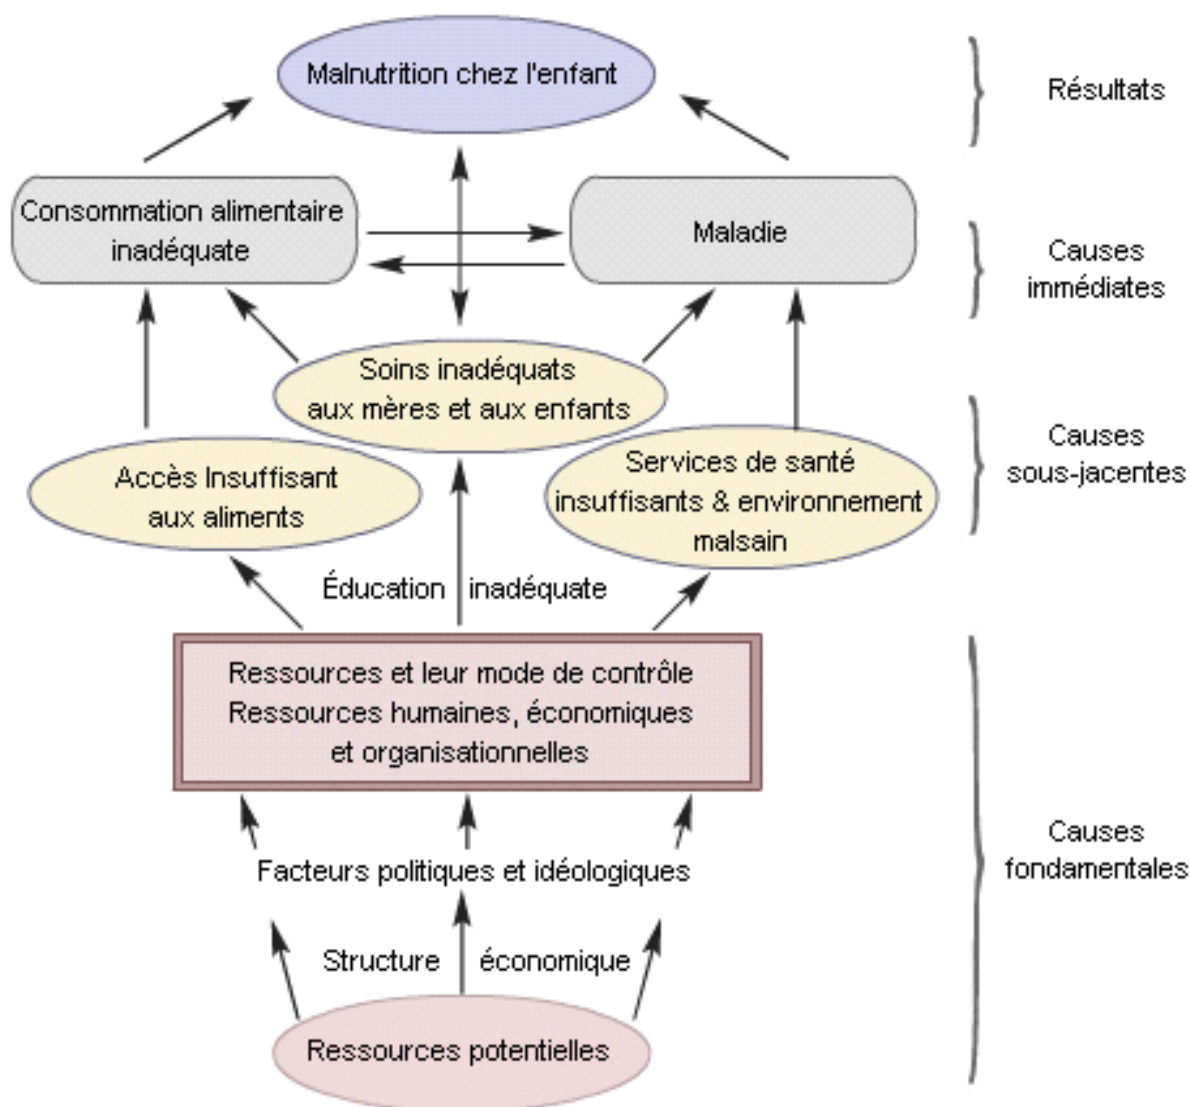 Malnutrition chez l'enfant
Résultats
Consommation alimentaire
inadéquate
Maladie
Causes
immédiates
Soins inadéquats
aux mères et aux enfants
Accès Insuffisant
aux aliments
Services de santé
insuffisants & environnement
malsain
Causes
sous-jacentes
Éducation inadéquate
Ressources et leur mode de contrôle
Ressources humaines, économiques
et organisationnelles
Facteurs politiques et idéologiques
Causes
fondamentales
Structure économique
Ressources potentielles